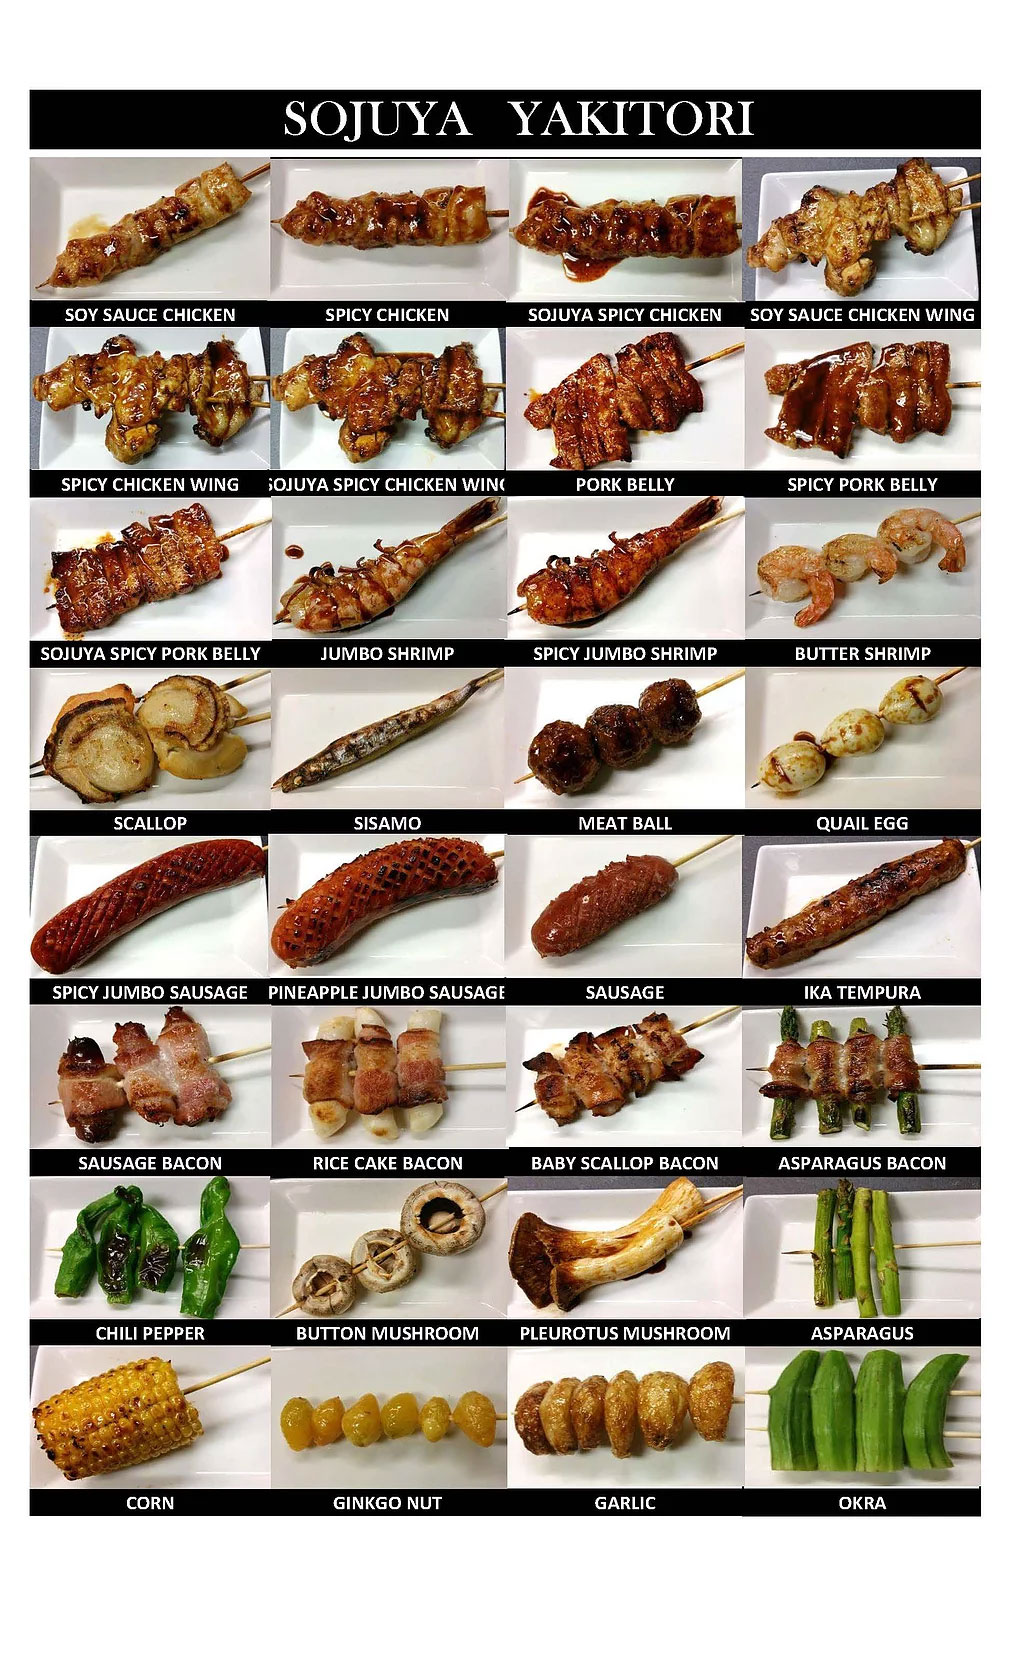 SOJUYA YAKITORI
SOY SAUCE CHICKEN
SPICY CHICKEN
SOJUYA SPICY CHICKEN
SOY SAUCE CHICKEN WING
SPICY CHICKEN WING
SOJUYA SPICY CHICKEN WING
PORK BELLY
SPICY PORK BELLY
SOJUYA SPICY PORK BELLY
JUMBO SHRIMP
SPICY JUMBO SHRIMP
BUTTER SHRIMP
SCALLOP
SISAMO
MEAT BALL
QUAIL EGG
SPICY JUMBO SAUSAGE
PINEAPPLE JUMBO SAUSAGE
SAUSAGE
IKA TEMPURA
SAUSAGE BACON
RICE CAKE BACON
BABY SCALLOP BACON
ASPARAGUS BACON
CHILI PEPPER
BUTTON MUSHROOM
PLEUROTUS MUSHROOM
ASPARAGUS
CORN
GINKGO NUT
GARLIC
OKRA